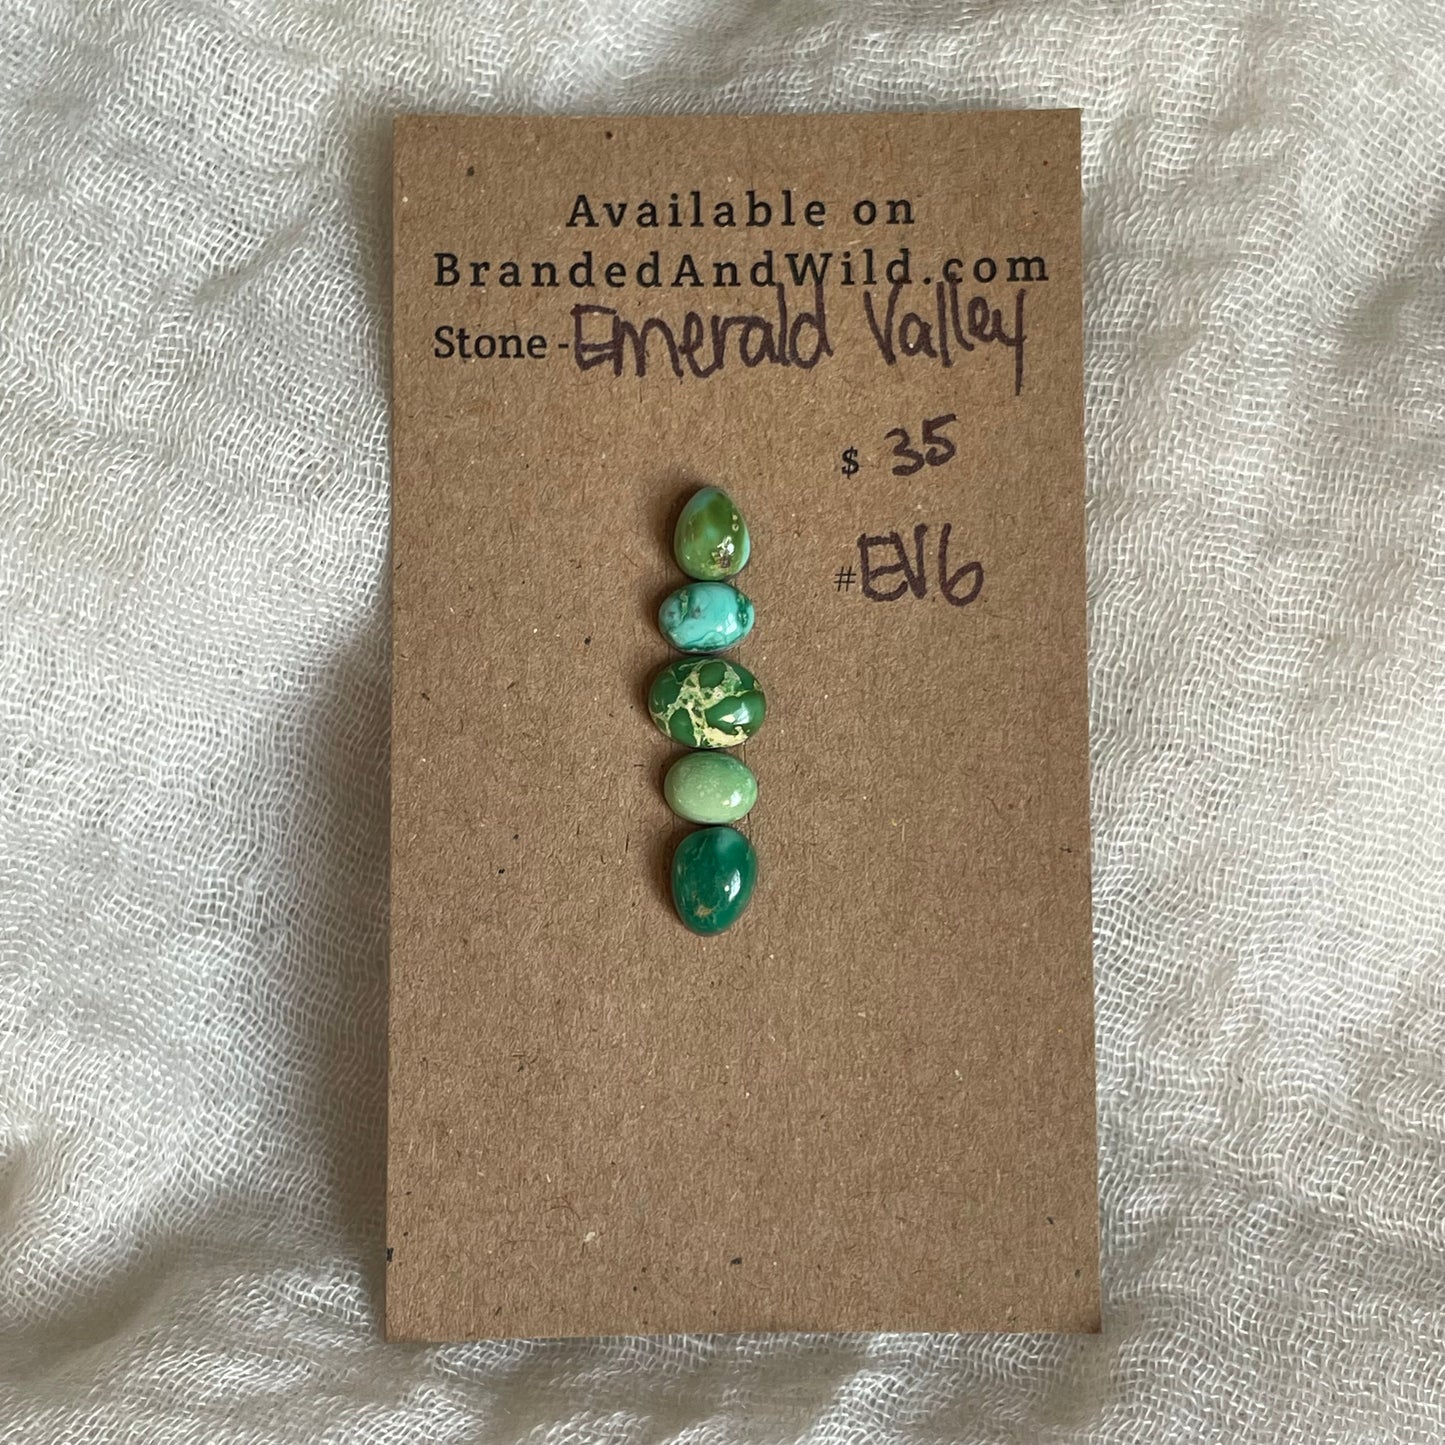 Available on
BrandedAndWild.com
Stone - Emerald Valley
$ 35
# EV6